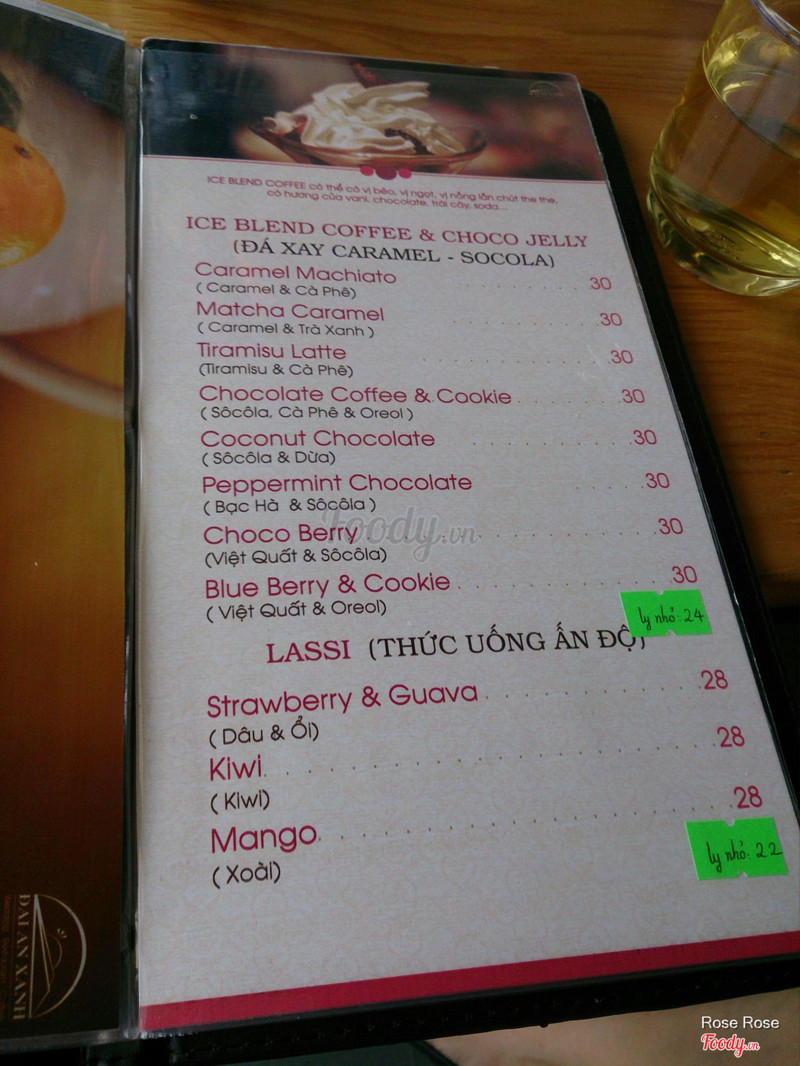 ICE BLEND COFFEE có thể có vị béo, vị ngọt, vị nồng lẫn chút the the,
có hương của vani, chocolate, trái cây, soda...
ICE BLEND COFFEE & CHOCO JELLY
(ĐÁ XAY CARAMEL - SOCOLA)
Caramel Machiato 30
( Caramel & Cà Phê)
Matcha Caramel 30
( Caramel & Trà Xanh )
Tiramisu Latte 30
(Tiramisu & Cà Phê)
Chocolate Coffee & Cookie 30
( Sôcôla, Cà Phê & Oreol )
Coconut Chocolate 30
( Sôcôla & Dừa)
Peppermint Chocolate 30
( Bạc Hà & Sôcôla )
Choco Berry 30
(Việt Quất & Sôcôla)
Blue Berry & Cookie 30
( Việt Quất & Oreol)
ly nhỏ: 24
LASSI (THỨC UỐNG ẤN ĐỘ)
Strawberry & Guava 28
( Dâu & Ổi)
Kiwi 28
( Kiwi)
Mango 28
( Xoài)
ly nhỏ: 22
ĐẠI AN XANH
Foody.vn
Rose Rose
Foody.vn